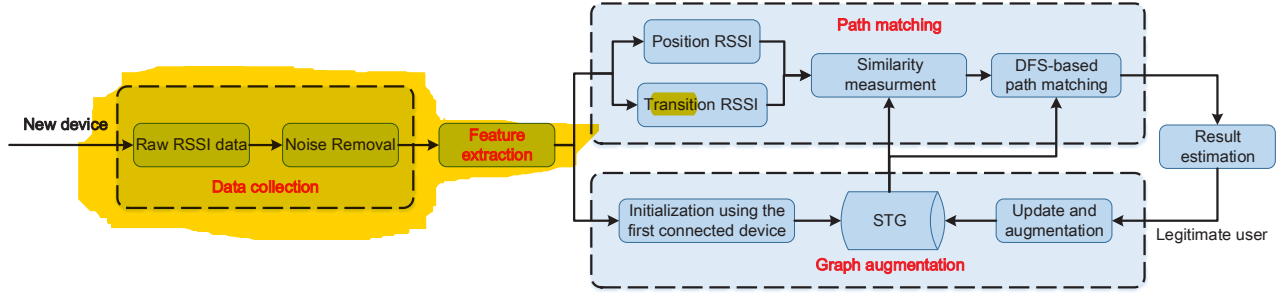 Path matching
Position RSSI
Transition RSSI
Similarity
measurment
DFS-based
path matching
New device
Raw RSSI data
Noise Removal
Data collection
Feature
extraction
Result
estimation
Initialization using the
first connected device
STG
Update and
augmentation
Legitimate user
Graph augmentation